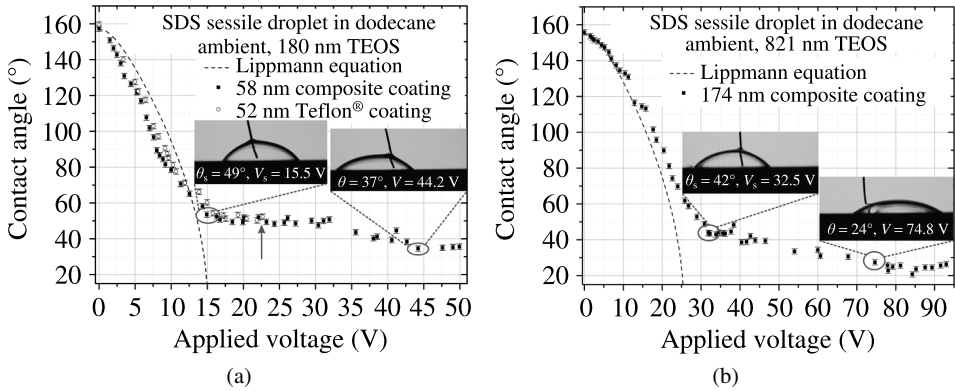 SDS sessile droplet in dodecane
ambient, 180 nm TEOS
Lippmann equation
58 nm composite coating
52 nm Teflon® coating
θs = 49°, Vs = 15.5 V
θ = 37°, V = 44.2 V
Contact angle (°)
160
140
120
100
80
60
40
20
0 5 10 15 20 25 30 35 40 45 50
Applied voltage (V)
(a)
SDS sessile droplet in dodecane
ambient, 821 nm TEOS
Lippmann equation
174 nm composite coating
θs = 42°, Vs = 32.5 V
θ = 24°, V = 74.8 V
Contact angle (°)
160
140
120
100
80
60
40
20
0 10 20 30 40 50 60 70 80 90
Applied voltage (V)
(b)